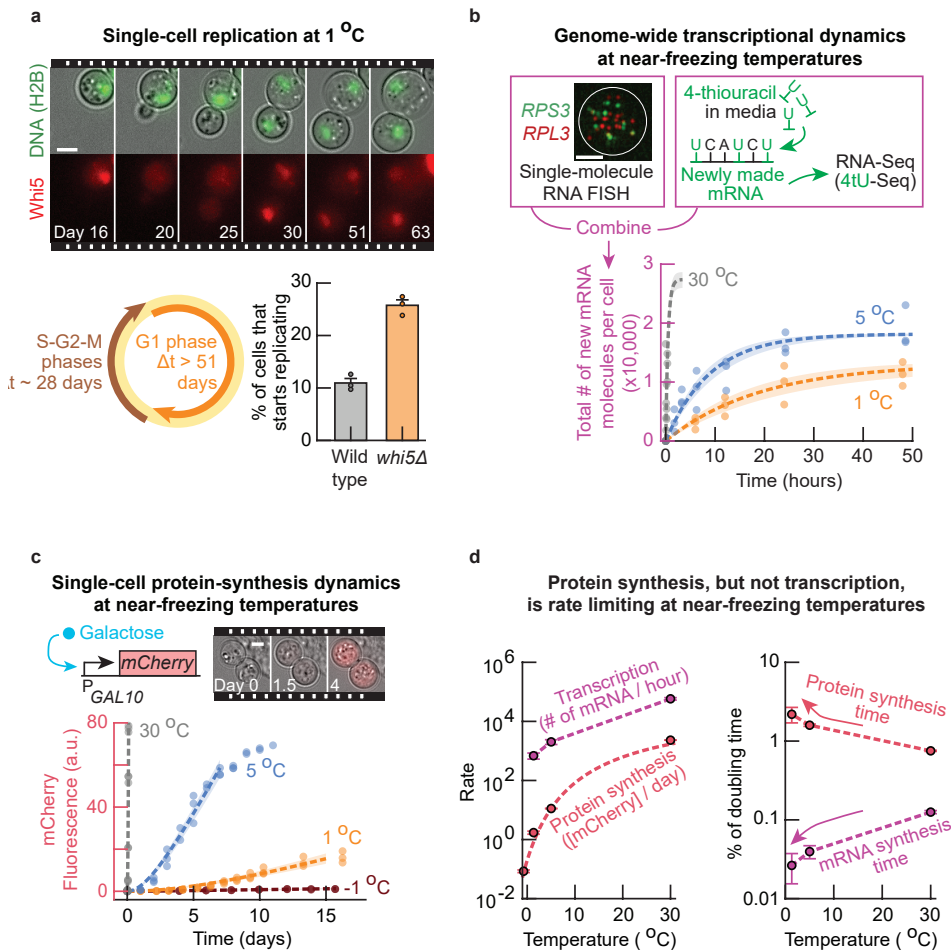 a
Single-cell replication at 1 °C
DNA (H2B)
Whi5
Day 16
20
25
30
51
63
S-G2-M
phases
.t ~ 28 days
G1 phase
Δt > 51
days
% of cells that
starts replicating
30
20
10
0
Wild
type
whi5Δ
b
Genome-wide transcriptional dynamics
at near-freezing temperatures
RPS3
RPL3
Single-molecule
RNA FISH
4-thiouracil
in media
U
U
U
U C A U C U
Newly made
mRNA
RNA-Seq
(4tU-Seq)
Combine
Total # of new mRNA
molecules per cell
(x10,000)
3
2
1
0
30 °C
5 °C
1 °C
0 10 20 30 40 50
Time (hours)
c
Single-cell protein-synthesis dynamics
at near-freezing temperatures
Galactose
mCherry
P
GAL10
Day 0
1.5
4
mCherry
Fluorescence (a.u.)
80
40
0
30 °C
5 °C
1 °C
-1 °C
0 5 10 15
Time (days)
d
Protein synthesis, but not transcription,
is rate limiting at near-freezing temperatures
Rate
10^6
10^4
10^2
10^0
10^-2
Transcription
(# of mRNA / hour)
Protein synthesis
([mCherry] / day)
0 10 20 30
Temperature ( °C)
% of doubling time
10
1
0.1
0.01
Protein synthesis
time
mRNA synthesis
time
0 10 20 30
Temperature ( °C)